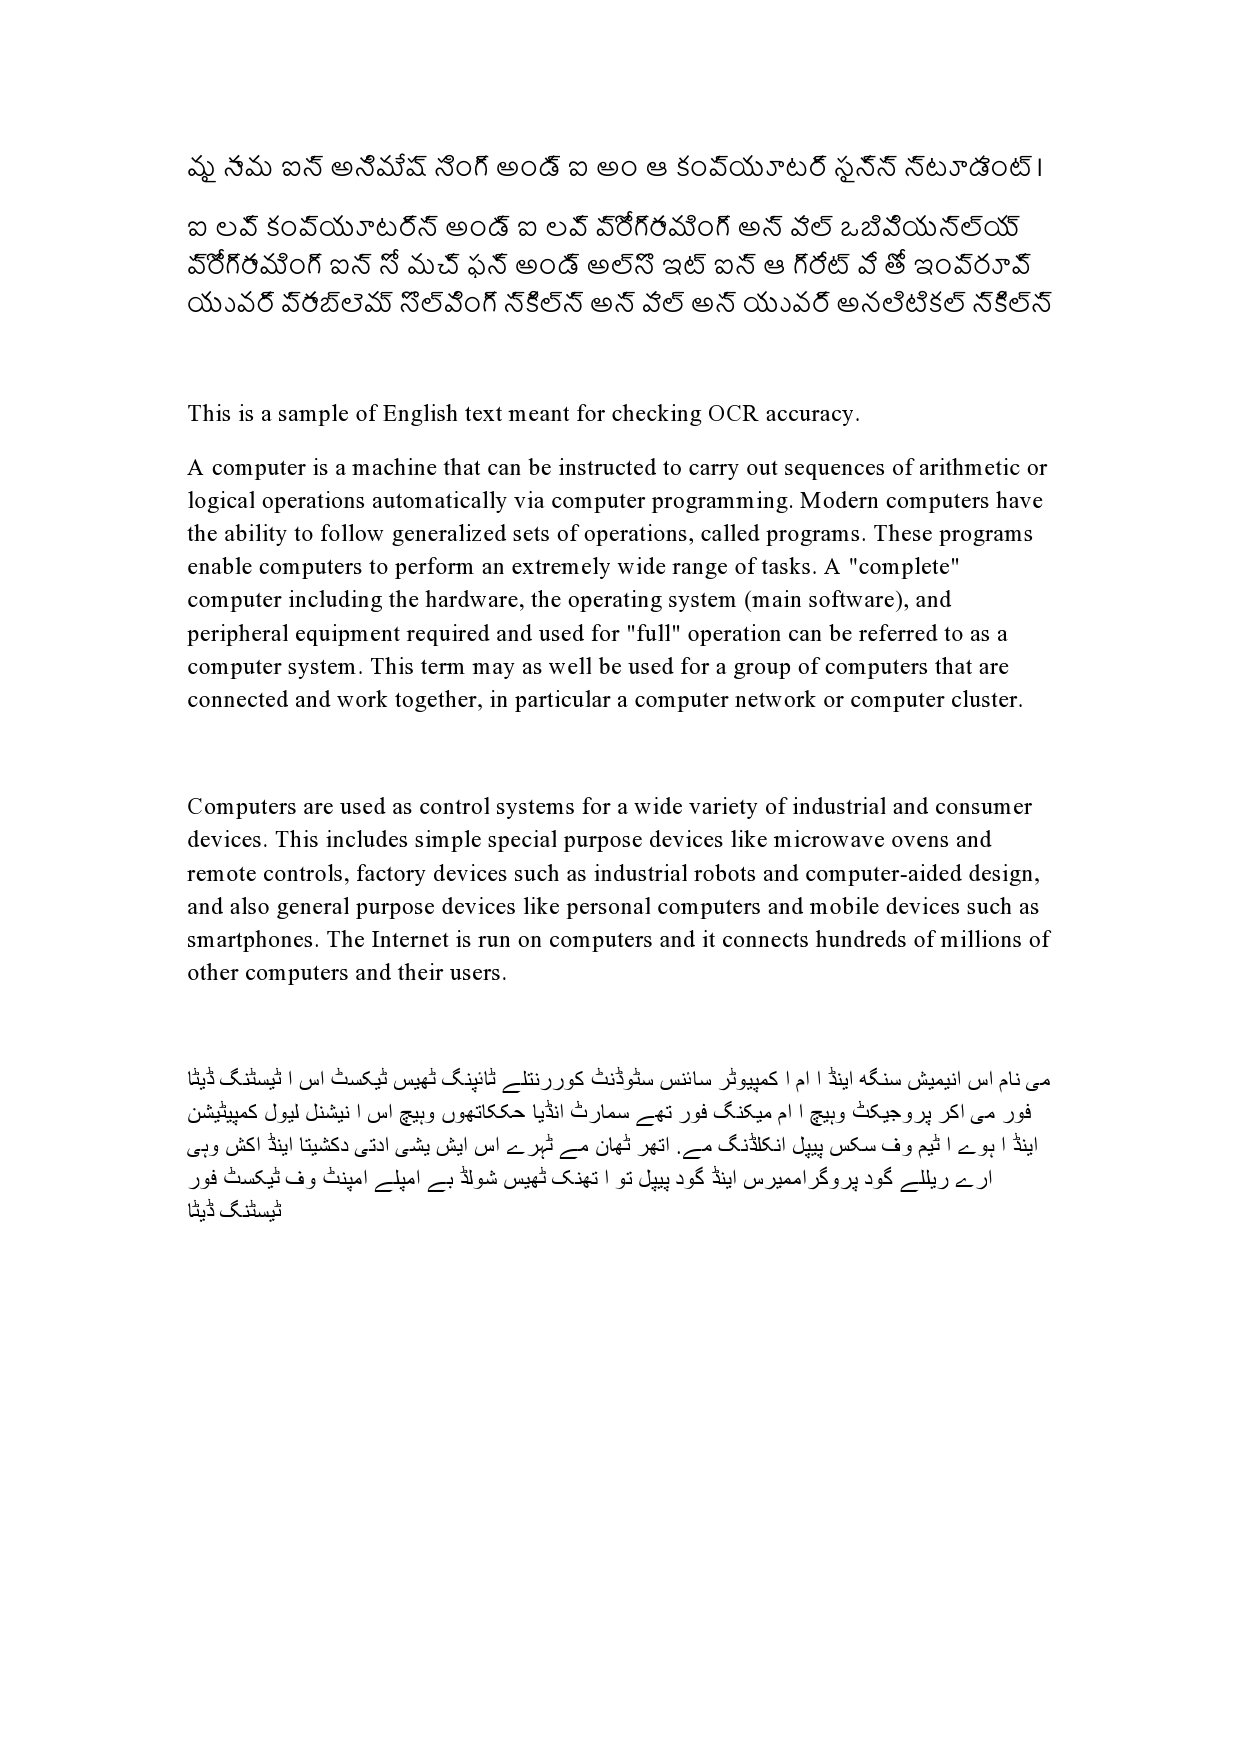 మై నామ ఐస్ అనిమేష్ సింగ్ అండ్ ఐ అం ఆ కంప్యూటర్ సైన్స్ స్టూడెంట్।
ఐ లవ్ కంప్యూటర్స్ అండ్ ఐ లవ్ ప్రోగ్రామింగ్ అస్ వెల్ ఒబివియస్ల్య్
ప్రోగ్రామింగ్ ఐస్ సో మచ్ ఫన్ అండ్ అల్సొ ఇట్ ఐస్ ఆ గ్రేట్ వే తో ఇంప్రూవ్
యువర్ ప్రాబ్లెమ్ సొల్వింగ్ స్కిల్స్ అస్ వెల్ అస్ యువర్ అనలిటికల్ స్కిల్స్
This is a sample of English text meant for checking OCR accuracy.
A computer is a machine that can be instructed to carry out sequences of arithmetic or
logical operations automatically via computer programming. Modern computers have
the ability to follow generalized sets of operations, called programs. These programs
enable computers to perform an extremely wide range of tasks. A "complete"
computer including the hardware, the operating system (main software), and
peripheral equipment required and used for "full" operation can be referred to as a
computer system. This term may as well be used for a group of computers that are
connected and work together, in particular a computer network or computer cluster.
Computers are used as control systems for a wide variety of industrial and consumer
devices. This includes simple special purpose devices like microwave ovens and
remote controls, factory devices such as industrial robots and computer-aided design,
and also general purpose devices like personal computers and mobile devices such as
smartphones. The Internet is run on computers and it connects hundreds of millions of
other computers and their users.
می نام اس انیمیش سنگھ اینڈ ا ام ا کمپیوٹر سائنس سٹوڈنٹ کوررنتلے ٹائپنگ ٹھیس ٹیکسٹ اس ا ٹیسٹنگ ڈیٹا
فور می اکر پروجیکٹ وہیچ ا ام میکنگ فور تھے سمارٹ انڈیا حککاتھوں وہیچ اس ا نیشنل لیول کمپیٹیشن
اینڈ ا ہوے ا ٹیم وف سکس پیپل انکلڈنگ مے. اتھر ٹھان مے ٹہرے اس ایش یشی ادتی دکشیتا اینڈ اکش وہی
ارے ریللے گود پروگراممیرس اینڈ گود پیپل تو ا تھنک ٹھیس شولڈ بے امپلے امپنٹ وف ٹیکسٹ فور
ٹیسٹنگ ڈیٹا